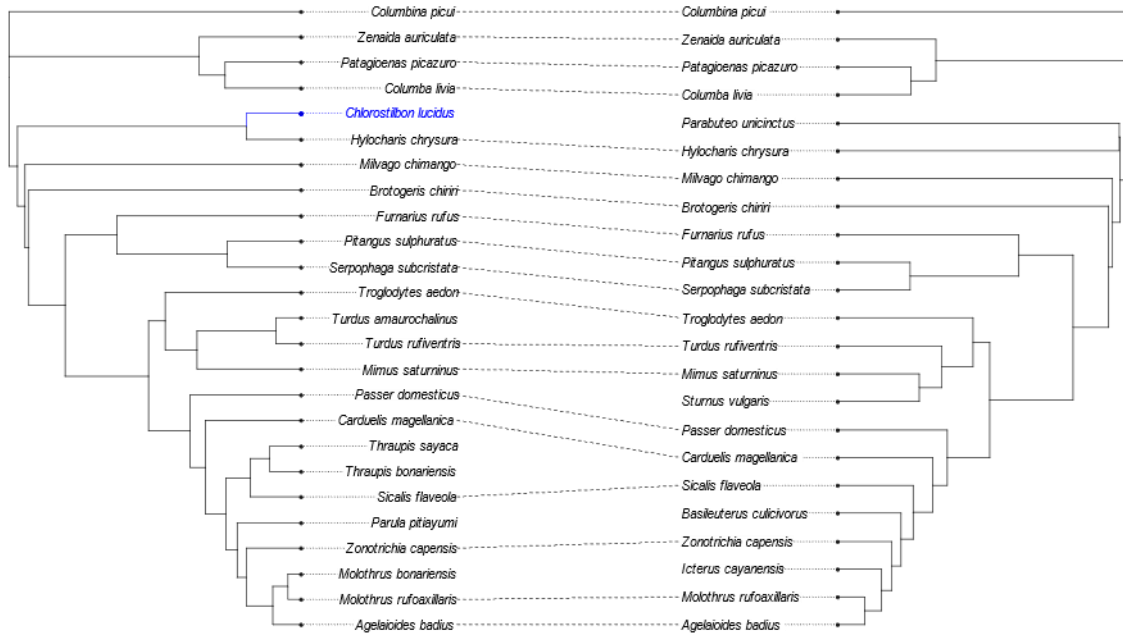 Columbina picui
Zenaida auriculata
Patagioenas picazuro
Columba livia
Chlorostilbon lucidus
Hylocharis chrysura
Milvago chimango
Brotogeris chiriri
Furnarius rufus
Pitangus sulphuratus
Serpophaga subcristata
Troglodytes aedon
Turdus amaurochalinus
Turdus rufiventris
Mimus saturninus
Passer domesticus
Carduelis magellanica
Thraupis sayaca
Thraupis bonariensis
Sicalis flaveola
Parula pitiayumi
Zonotrichia capensis
Molothrus bonariensis
Molothrus rufoaxillaris
Agelaioides badius
Columbina picui
Zenaida auriculata
Patagioenas picazuro
Columba livia
Parabuteo unicinctus
Hylocharis chrysura
Milvago chimango
Brotogeris chiriri
Furnarius rufus
Pitangus sulphuratus
Serpophaga subcristata
Troglodytes aedon
Turdus rufiventris
Mimus saturninus
Sturnus vulgaris
Passer domesticus
Carduelis magellanica
Sicalis flaveola
Basileuterus culicivorus
Zonotrichia capensis
Icterus cayanensis
Molothrus rufoaxillaris
Agelaioides badius